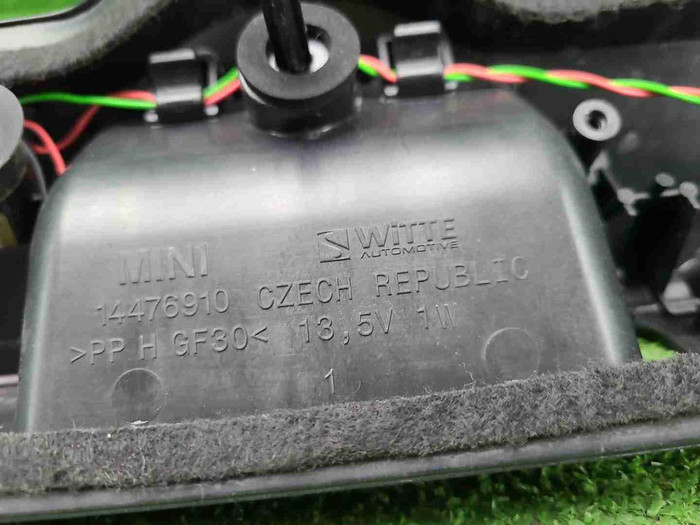 MINI
WiTTE
AUTOMOTIVE
14476910 CZECH REPUBLIC
>PP H GF30< 13,5V 1W
1